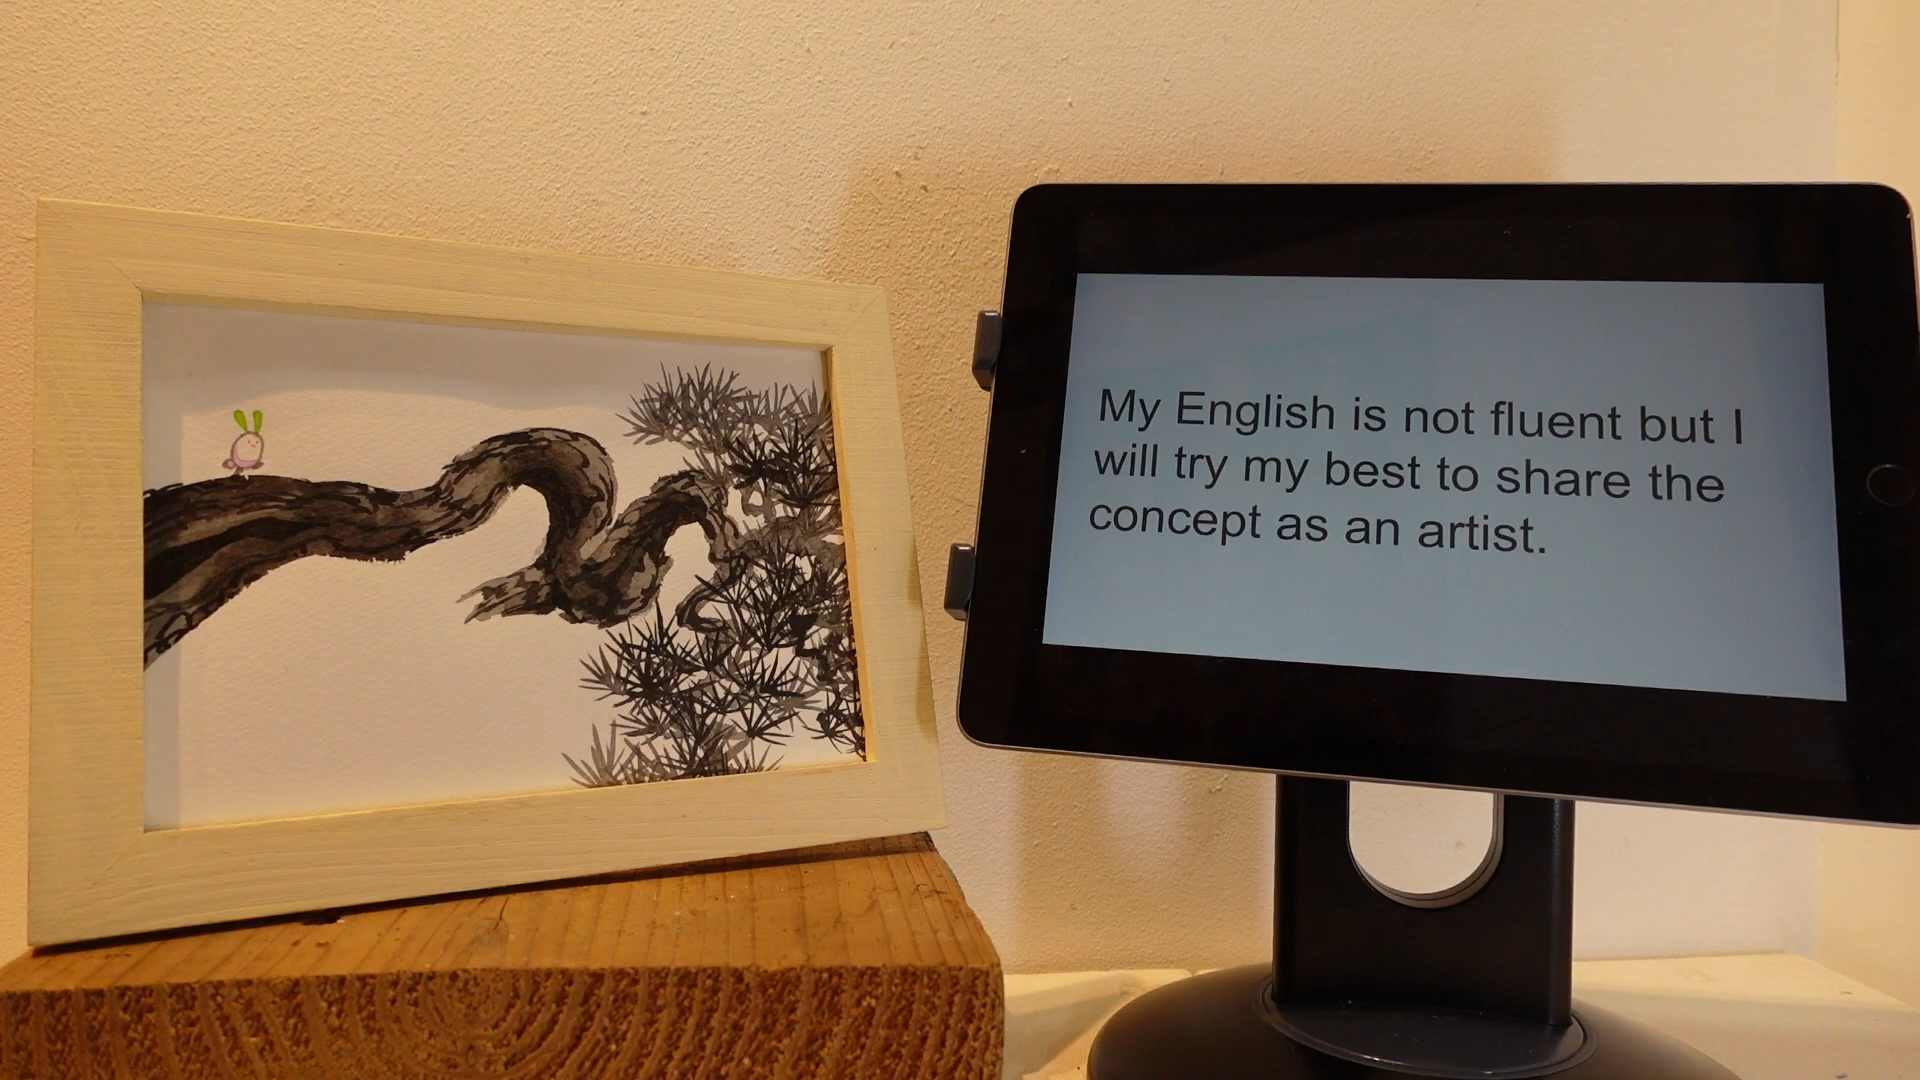 My English is not fluent but I
will try my best to share the
concept as an artist.